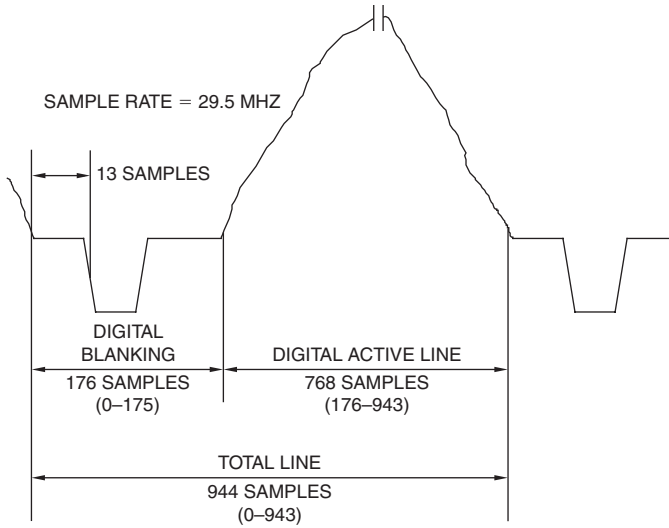 SAMPLE RATE = 29.5 MHZ
13 SAMPLES
DIGITAL
BLANKING
176 SAMPLES
(0–175)
DIGITAL ACTIVE LINE
768 SAMPLES
(176–943)
TOTAL LINE
944 SAMPLES
(0–943)